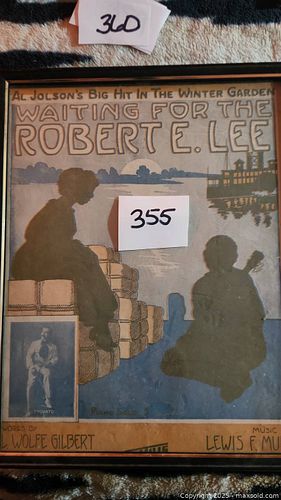 360
AL JOLSON'S BIG HIT IN THE WINTER GARDEN
WAITING FOR THE
ROBERT E. LEE
355
WORDS BY
L WOLFE GILBERT
MUSIC
LEWIS F. MU
Copyright 2025 - maxsold.com